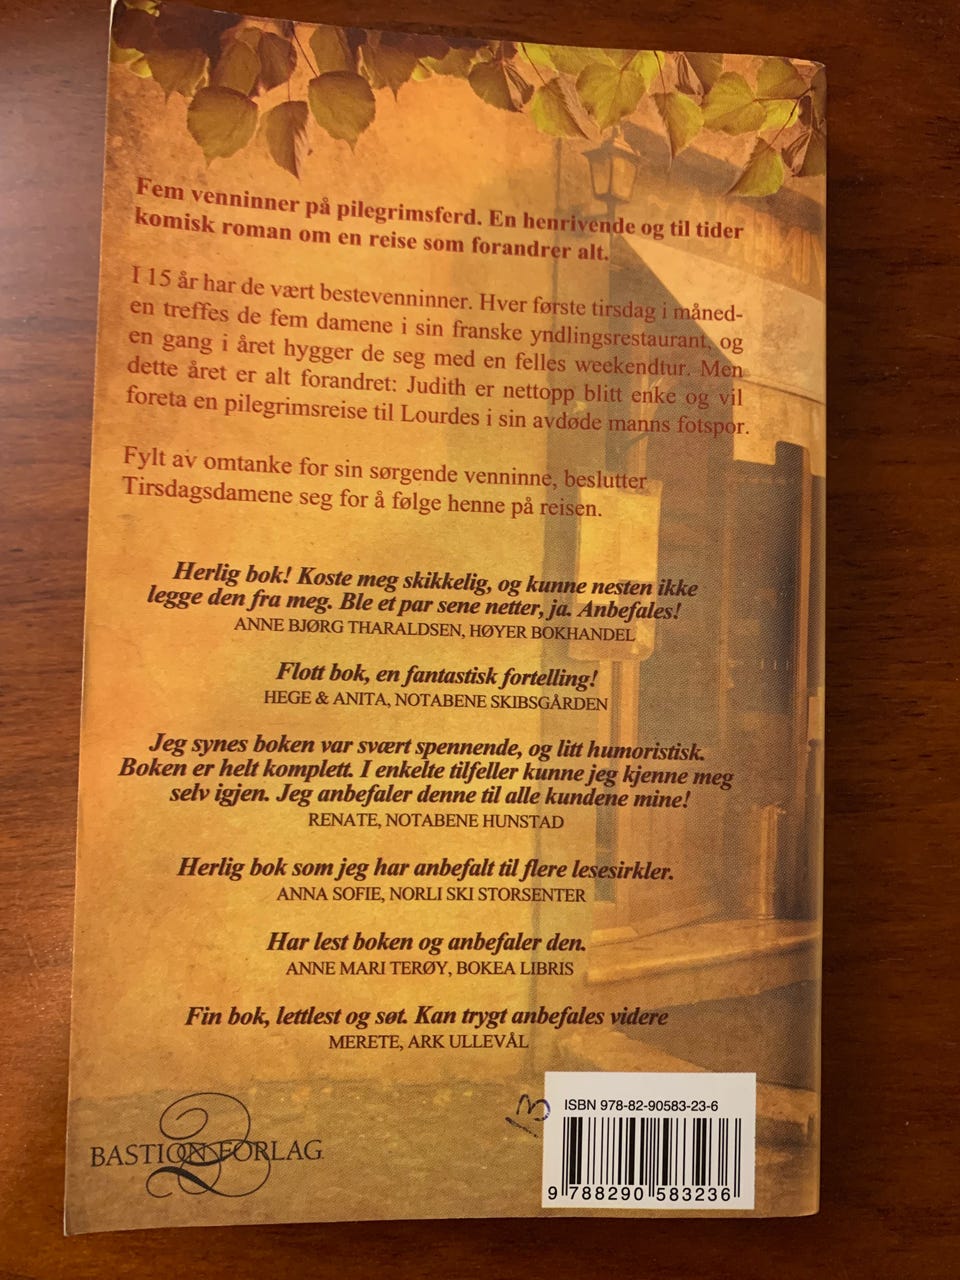 Fem venninner på pilegrimsferd. En henrivende og til tider
komisk roman om en reise som forandrer alt.
I 15 år har de vært bestevenninner. Hver første tirsdag i måned-
en treffes de fem damene i sin franske yndlingsrestaurant, og
en gang i året hygger de seg med en felles weekendtur. Men
dette året er alt forandret: Judith er nettopp blitt enke og vil
foreta en pilegrimsreise til Lourdes i sin avdøde manns fotspor.
Fylt av omtanke for sin sørgende venninne, beslutter
Tirsdagsdamene seg for å følge henne på reisen.
Herlig bok! Koste meg skikkelig, og kunne nesten ikke
legge den fra meg. Ble et par sene netter, ja. Anbefales!
ANNE BJØRG THARALDSEN, HØYER BOKHANDEL
Flott bok, en fantastisk fortelling!
HEGE & ANITA, NOTABENE SKIBSGÅRDEN
Jeg synes boken var svært spennende, og litt humoristisk.
Boken er helt komplett. I enkelte tilfeller kunne jeg kjenne meg
selv igjen. Jeg anbefaler denne til alle kundene mine!
RENATE, NOTABENE HUNSTAD
Herlig bok som jeg har anbefalt til flere lesesirkler.
ANNA SOFIE, NORLI SKI STORSENTER
Har lest boken og anbefaler den.
ANNE MARI TERØY, BOKEA LIBRIS
Fin bok, lettlest og søt. Kan trygt anbefales videre
MERETE, ARK ULLEVÅL
BASTION FORLAG
ISBN 978-82-90583-23-6
9 788290 583236